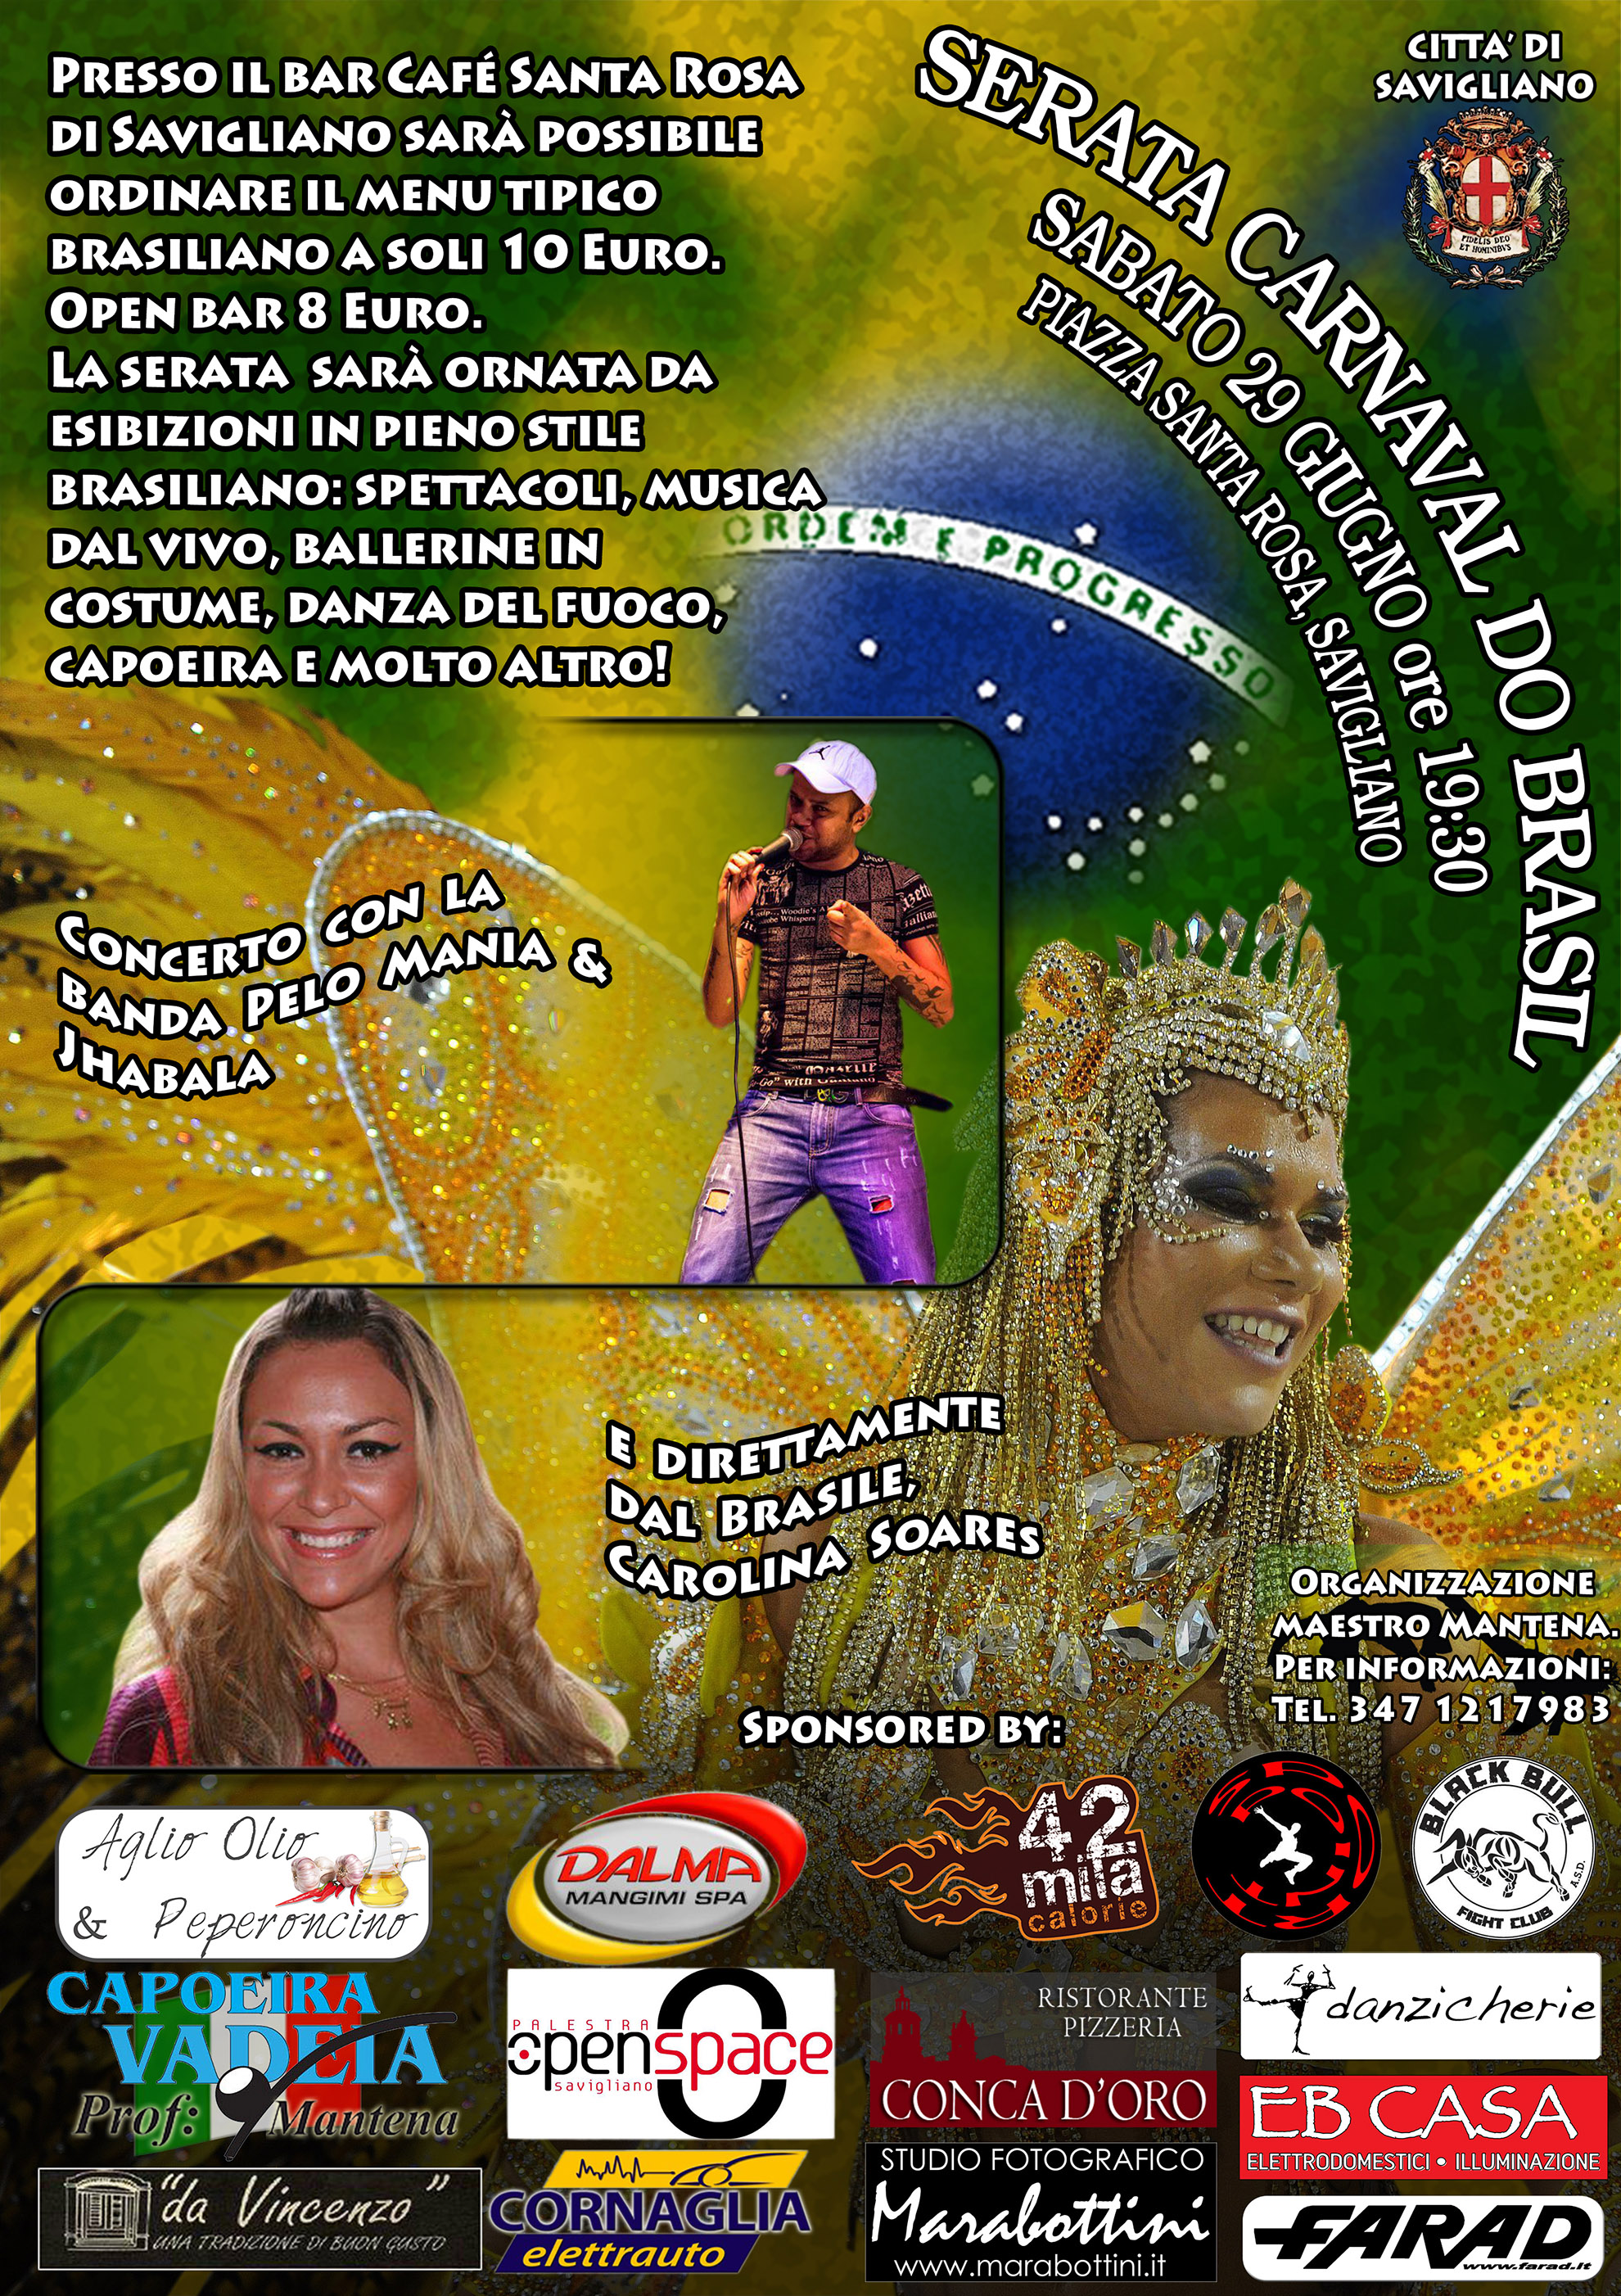 Presso il bar Café Santa Rosa
di Savigliano sarà possibile
ordinare il menu tipico
brasiliano a soli 10 Euro.
Open bar 8 Euro.
La serata sarà ornata da
esibizioni in pieno stile
brasiliano: spettacoli, musica
dal vivo, ballerine in
costume, danza del fuoco,
capoeira e molto altro!
SERATA CARNAVAL DO BRASIL
SABATO 29 GIUGNO ore 19:30
PIAZZA SANTA ROSA, SAVIGLIANO
CITTA' DI
SAVIGLIANO
FIDELIS DEO
ET HOMINIBVS
ORDEM E PROGRESSO
Concerto con la
banda Pelo Mania &
Jhabala
e direttamente
dal Brasile,
Carolina Soares
Organizzazione
maestro Mantena.
Per informazioni:
Tel. 347 1217983
Sponsored by:
Aglio Olio
& Peperoncino
DALMA
MANGIMI SPA
42
mila
calorie
BLACK BULL
A.S.D.
FIGHT CLUB
CAPOEIRA
VADEIA
Prof: Mantena
PALESTRA
openspace
savigliano
RISTORANTE
PIZZERIA
CONCA D'ORO
danzicherie
EB CASA
ELETTRODOMESTICI • ILLUMINAZIONE
"da Vincenzo"
UNA TRADIZIONE DI BUON GUSTO
CORNAGLIA
elettrauto
STUDIO FOTOGRAFICO
Marabottini
www.marabottini.it
FARAD
www.farad.it